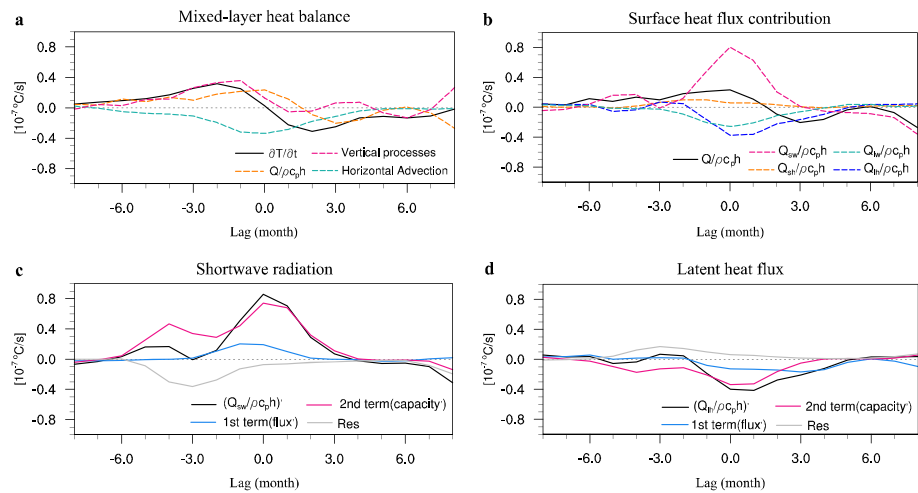 a Mixed-layer heat balance
0.8
0.4
0.0
-0.4
-0.8
[10⁻⁷ °C/s]
∂T/∂t
Vertical processes
Q/ρcₚh
Horizontal Advection
-6.0 -3.0 0.0 3.0 6.0
Lag (month)
b Surface heat flux contribution
0.8
0.4
0.0
-0.4
-0.8
[10⁻⁷ °C/s]
Q/ρcₚh
Qsw/ρcₚh
Qlw/ρcₚh
Qsh/ρcₚh
Qlh/ρcₚh
-6.0 -3.0 0.0 3.0 6.0
Lag (month)
c Shortwave radiation
0.8
0.4
0.0
-0.4
-0.8
[10⁻⁷ °C/s]
(Qsw/ρcₚh)'
2nd term(capacity')
1st term(flux')
Res
-6.0 -3.0 0.0 3.0 6.0
Lag (month)
d Latent heat flux
0.8
0.4
0.0
-0.4
-0.8
[10⁻⁷ °C/s]
(Qlh/ρcₚh)'
2nd term(capacity')
1st term(flux')
Res
-6.0 -3.0 0.0 3.0 6.0
Lag (month)